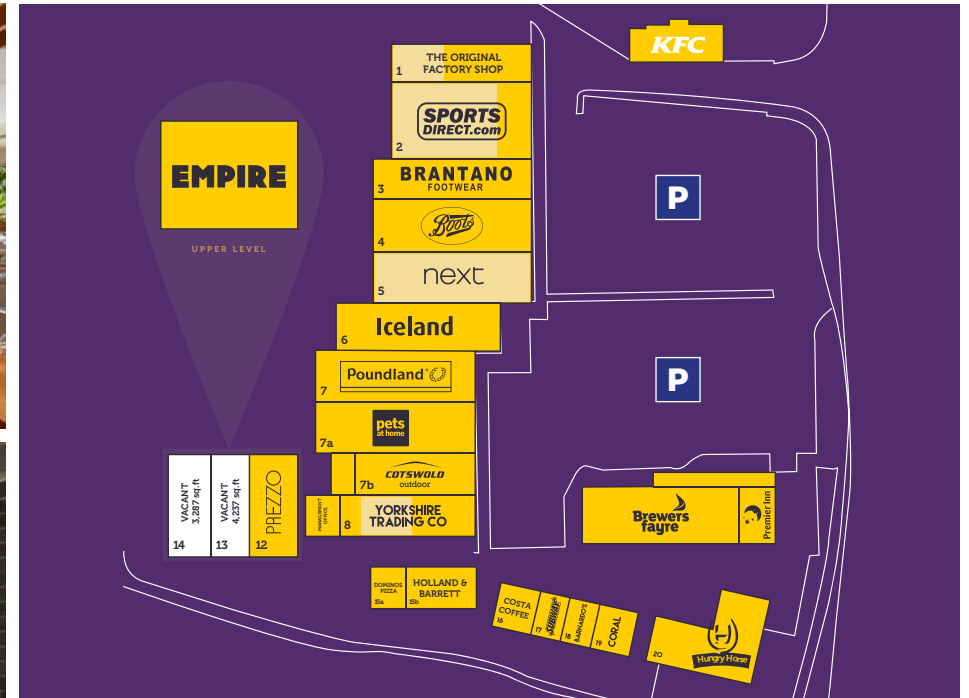 KFC
THE ORIGINAL
FACTORY SHOP
1
SPORTS
DIRECT.com
2
BRANTANO
FOOTWEAR
3
Boots
4
next
5
Iceland
6
Poundland
7
pets
at home
7a
COTSWOLD
outdoor
7b
MANAGEMENT
OFFICE
8
YORKSHIRE
TRADING CO
EMPIRE
UPPER LEVEL
P
P
VACANT
3,287 sq.ft
14
VACANT
4,237 sq.ft
13
PREZZO
12
DOMINOS
PIZZA
15a
HOLLAND &
BARRETT
15b
COSTA
COFFEE
16
SUBWAY
17
BARNARDO'S
18
CORAL
19
Brewers
fayre
Premier Inn
20
Hungry Horse